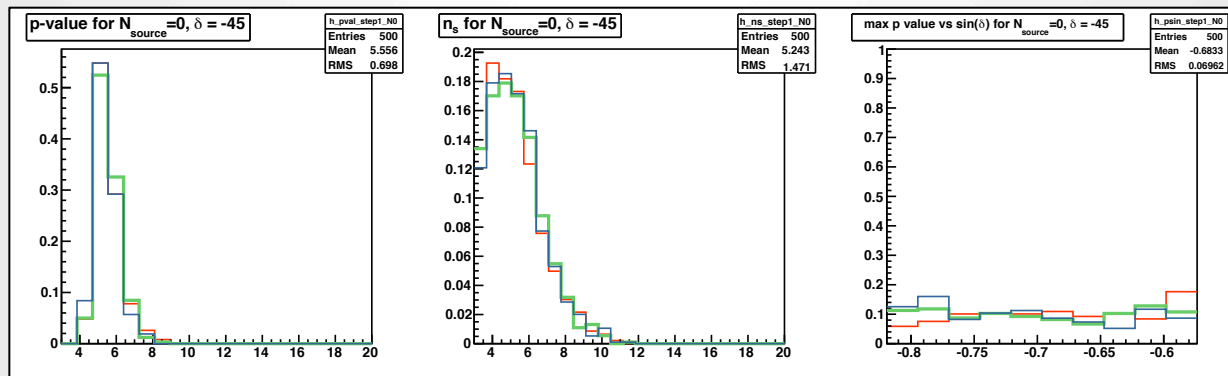 p-value for N_source=0, δ = -45
h_pval_step1_N0
Entries 500
Mean 5.556
RMS 0.698
0.5
0.4
0.3
0.2
0.1
0
4 6 8 10 12 14 16 18 20
n_s for N_source=0, δ = -45
h_ns_step1_N0
Entries 500
Mean 5.243
RMS 1.471
0.2
0.18
0.16
0.14
0.12
0.1
0.08
0.06
0.04
0.02
0
4 6 8 10 12 14 16 18 20
max p value vs sin(δ) for N_source=0, δ = -45
h_psin_step1_N0
Entries 500
Mean -0.6833
RMS 0.06962
1
0.9
0.8
0.7
0.6
0.5
0.4
0.3
0.2
0.1
0
-0.8 -0.75 -0.7 -0.65 -0.6